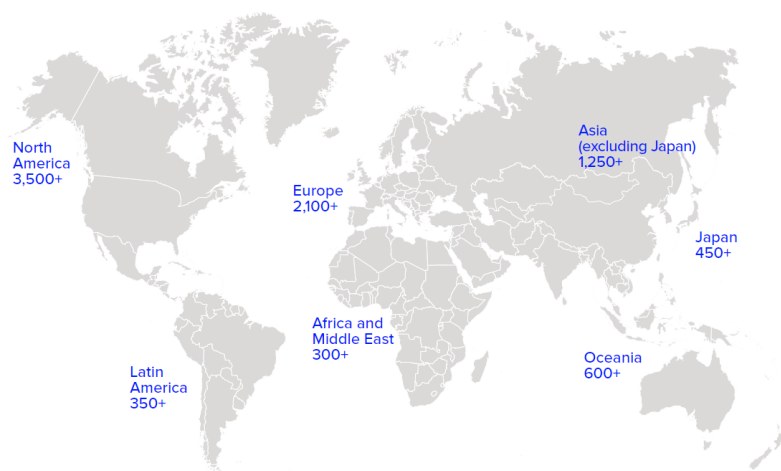 North
America
3,500+
Europe
2,100+
Asia
(excluding Japan)
1,250+
Japan
450+
Africa and
Middle East
300+
Oceania
600+
Latin
America
350+